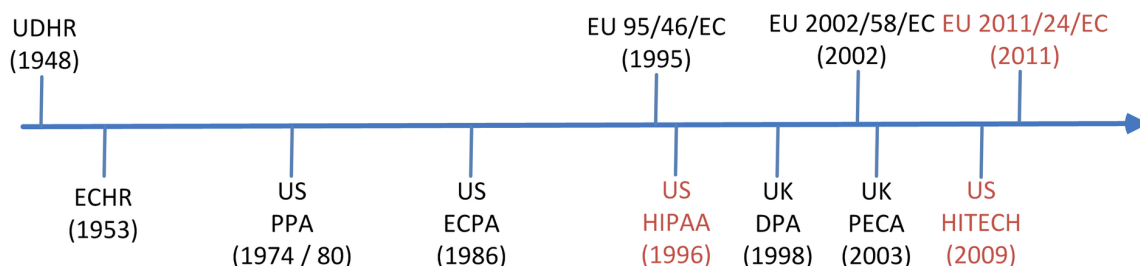 UDHR
(1948)
EU 95/46/EC
(1995)
EU 2002/58/EC
(2002)
EU 2011/24/EC
(2011)
ECHR
(1953)
US
PPA
(1974 / 80)
US
ECPA
(1986)
US
HIPAA
(1996)
UK
DPA
(1998)
UK
PECA
(2003)
US
HITECH
(2009)